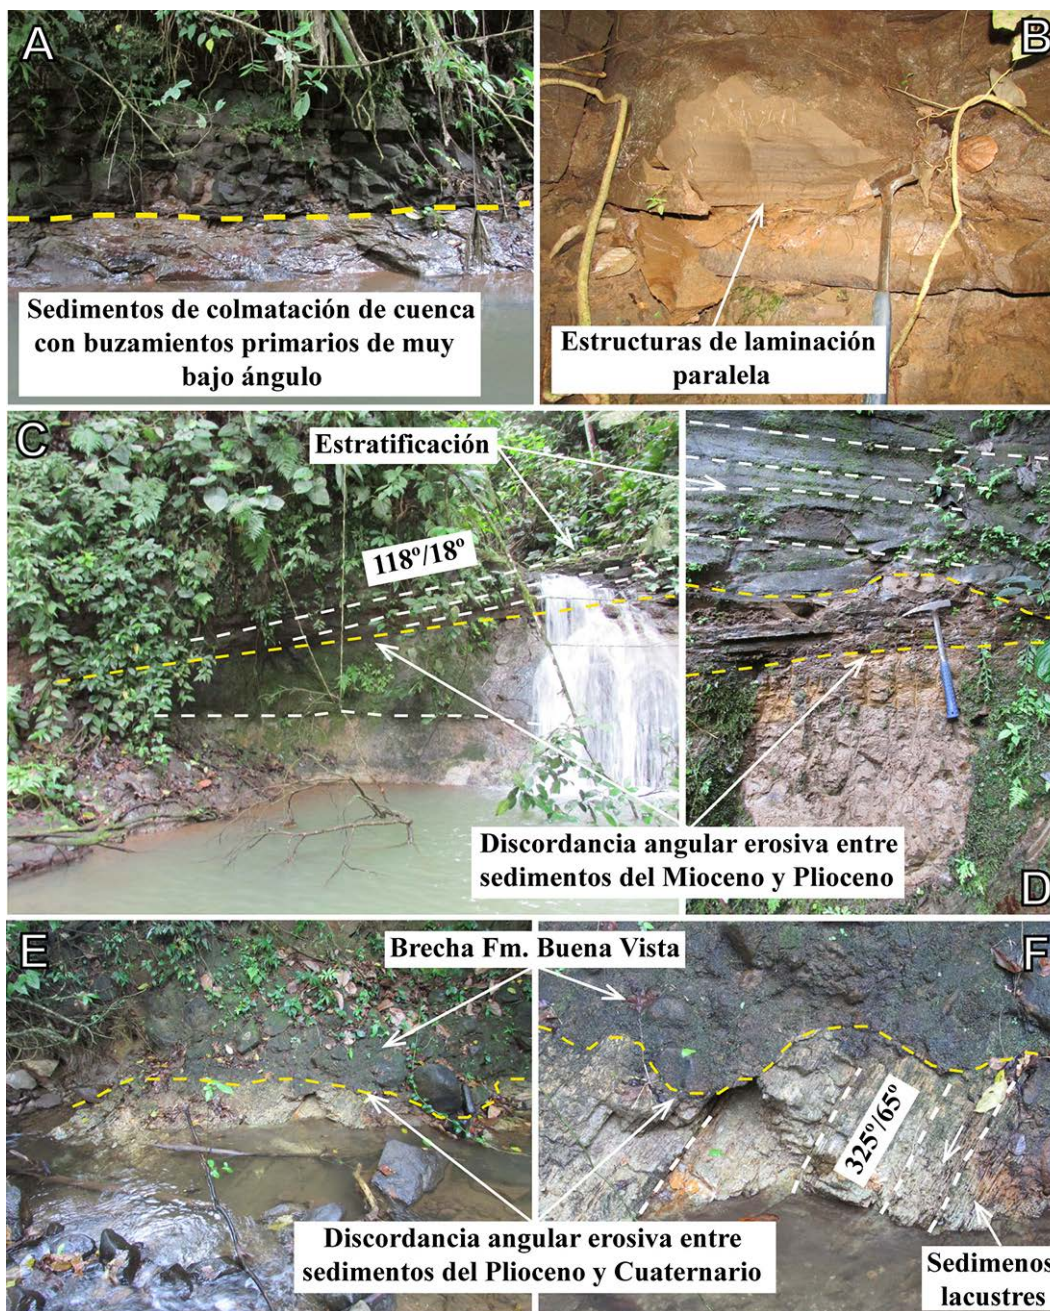 A
B
Sedimentos de colmatación de cuenca
con buzamientos primarios de muy
bajo ángulo
Estructuras de laminación
paralela
C
Estratificación
118º/18º
Discordancia angular erosiva entre
sedimentos del Mioceno y Plioceno
D
E
Brecha Fm. Buena Vista
F
325º/65º
Discordancia angular erosiva entre
sedimentos del Plioceno y Cuaternario
Sedimenos
lacustres